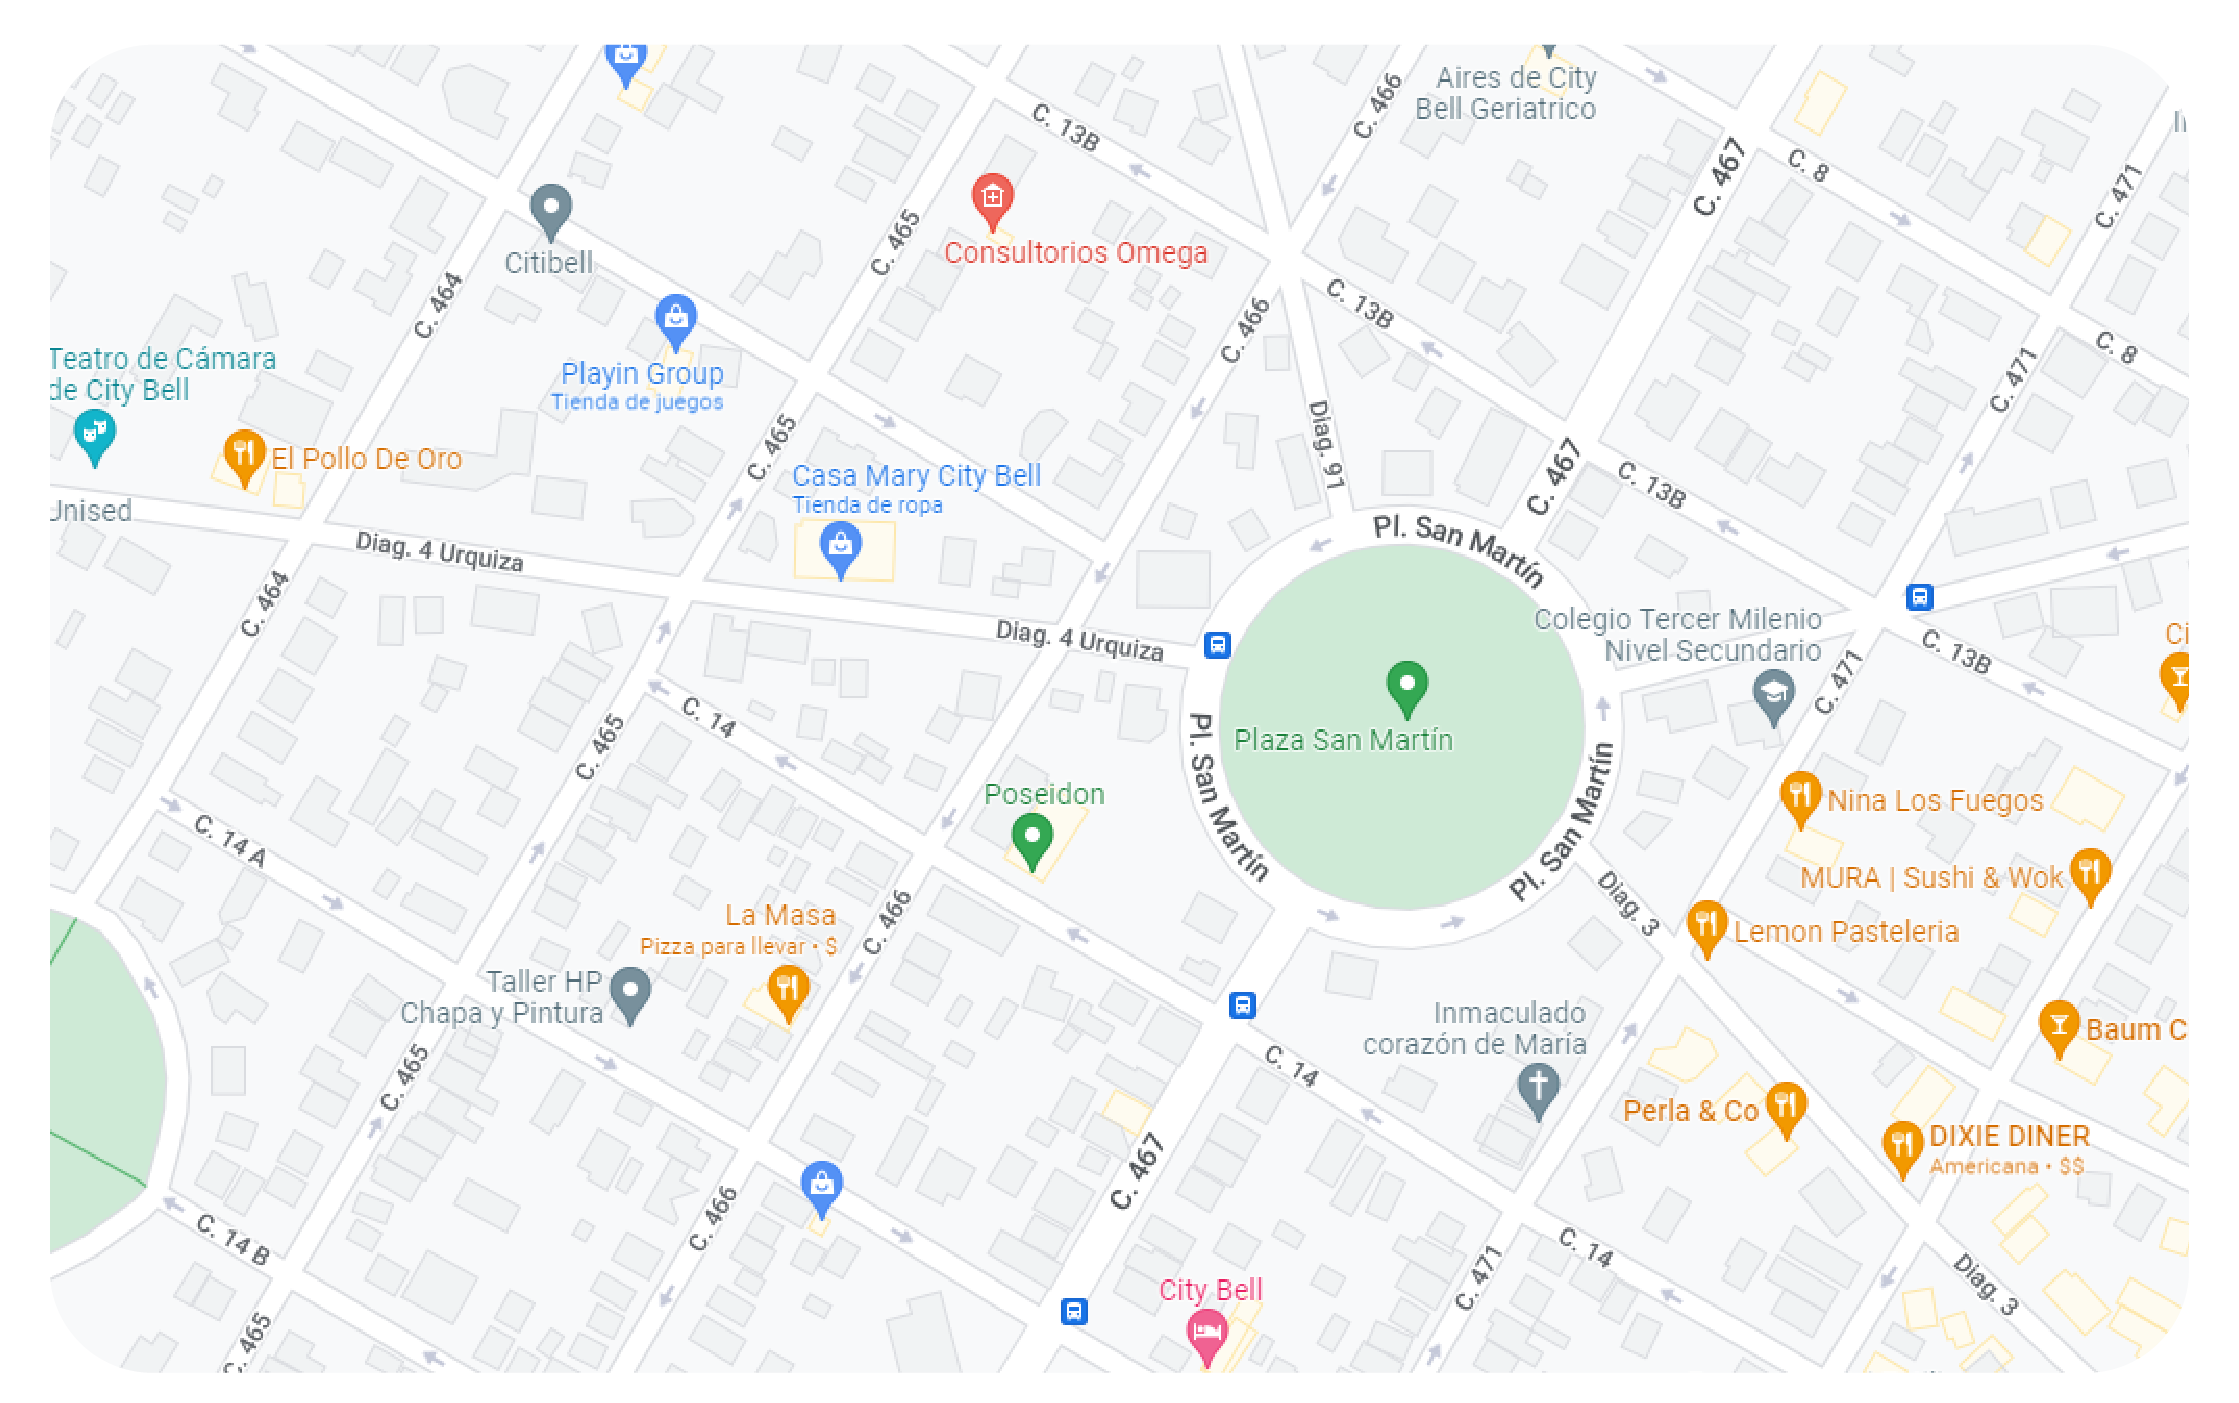 Aires de City
Bell Geriatrico
C. 466
C. 13B
C. 467
C. 8
C. 471
Citibell
C. 465
Consultorios Omega
C. 464
C. 466
C. 13B
C. 8
Playin Group
Tienda de juegos
Teatro de Cámara
de City Bell
C. 471
El Pollo De Oro
C. 465
Casa Mary City Bell
Tienda de ropa
Diag. 91
C. 467
C. 13B
Unised
Diag. 4 Urquiza
Pl. San Martín
C. 464
Diag. 4 Urquiza
Colegio Tercer Milenio
Nivel Secundario
C. 13B
Ci
C. 471
C. 14
C. 465
Plaza San Martín
Pl. San Martín
Pl. San Martín
Poseidon
Nina Los Fuegos
C. 14 A
MURA | Sushi & Wok
Diag. 3
Lemon Pasteleria
La Masa
Pizza para llevar • $
C. 466
Taller HP
Chapa y Pintura
Inmaculado
corazón de María
Baum C
C. 465
C. 14
Perla & Co
DIXIE DINER
Americana • $$
C. 467
C. 466
C. 14 B
C. 14
C. 471
Diag. 3
City Bell
C. 465